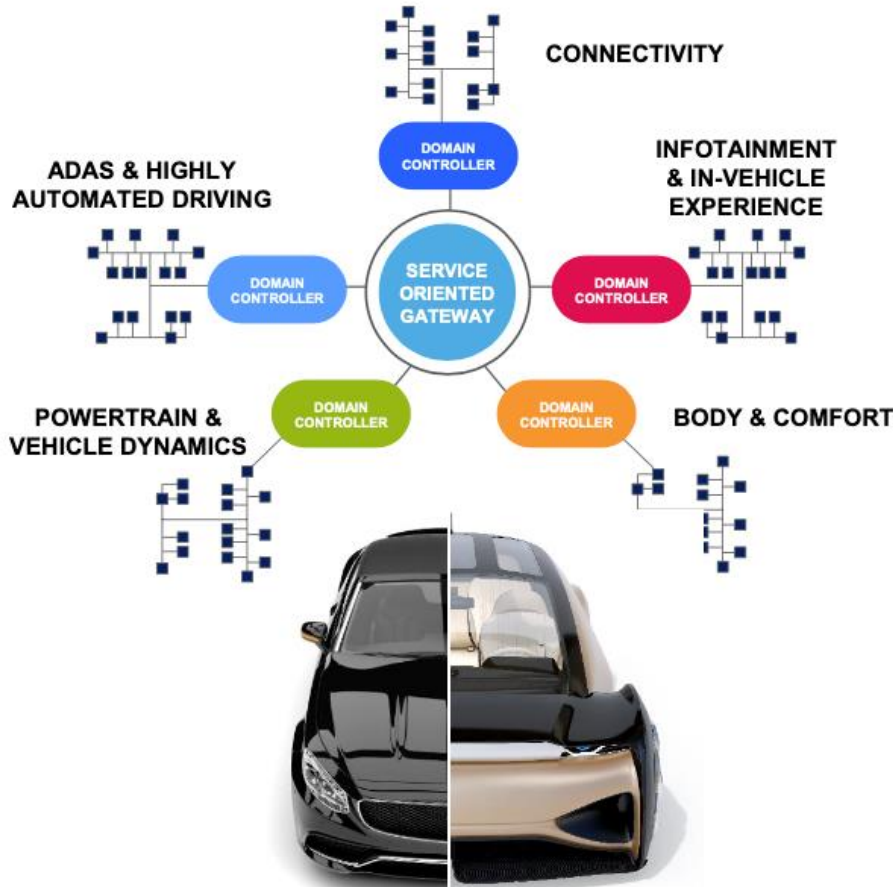 CONNECTIVITY
DOMAIN
CONTROLLER
ADAS & HIGHLY
AUTOMATED DRIVING
INFOTAINMENT
& IN-VEHICLE
EXPERIENCE
DOMAIN
CONTROLLER
SERVICE
ORIENTED
GATEWAY
DOMAIN
CONTROLLER
POWERTRAIN &
VEHICLE DYNAMICS
DOMAIN
CONTROLLER
DOMAIN
CONTROLLER
BODY & COMFORT